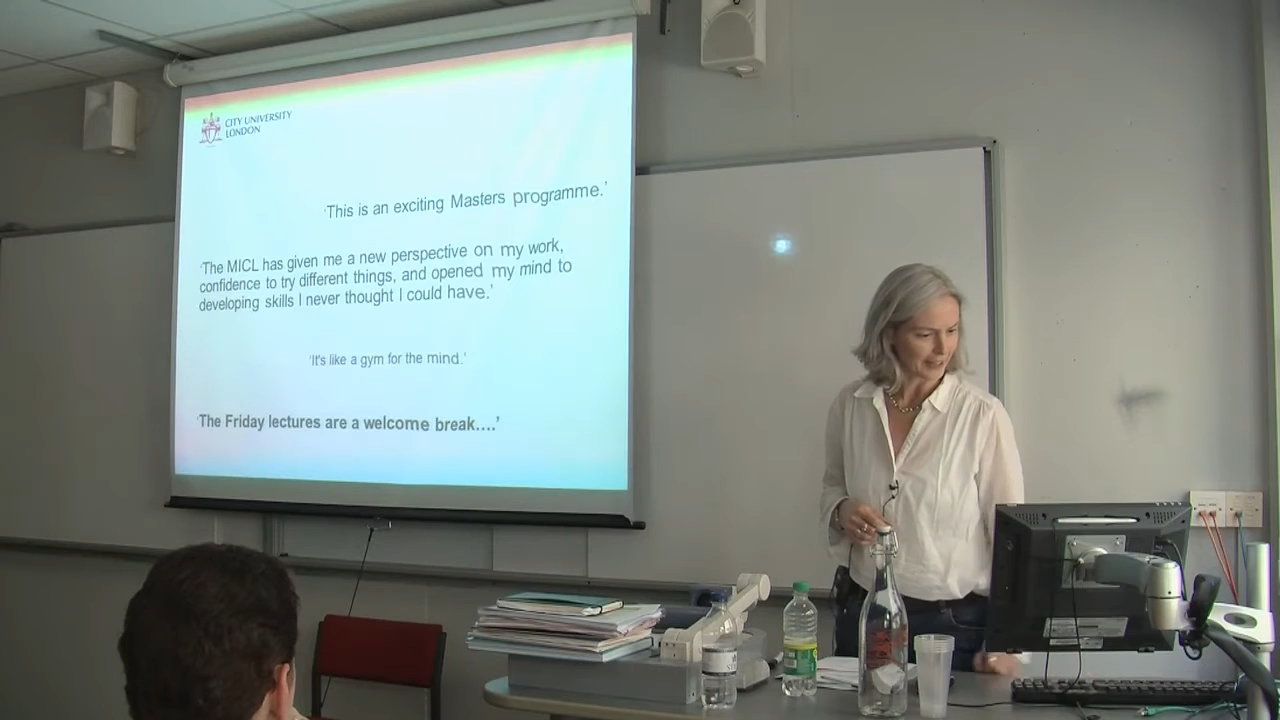 CITY UNIVERSITY
LONDON
'This is an exciting Masters programme.'
'The MICL has given me a new perspective on my work,
confidence to try different things, and opened my mind to
developing skills I never thought I could have.'
'It's like a gym for the mind.'
'The Friday lectures are a welcome break....'